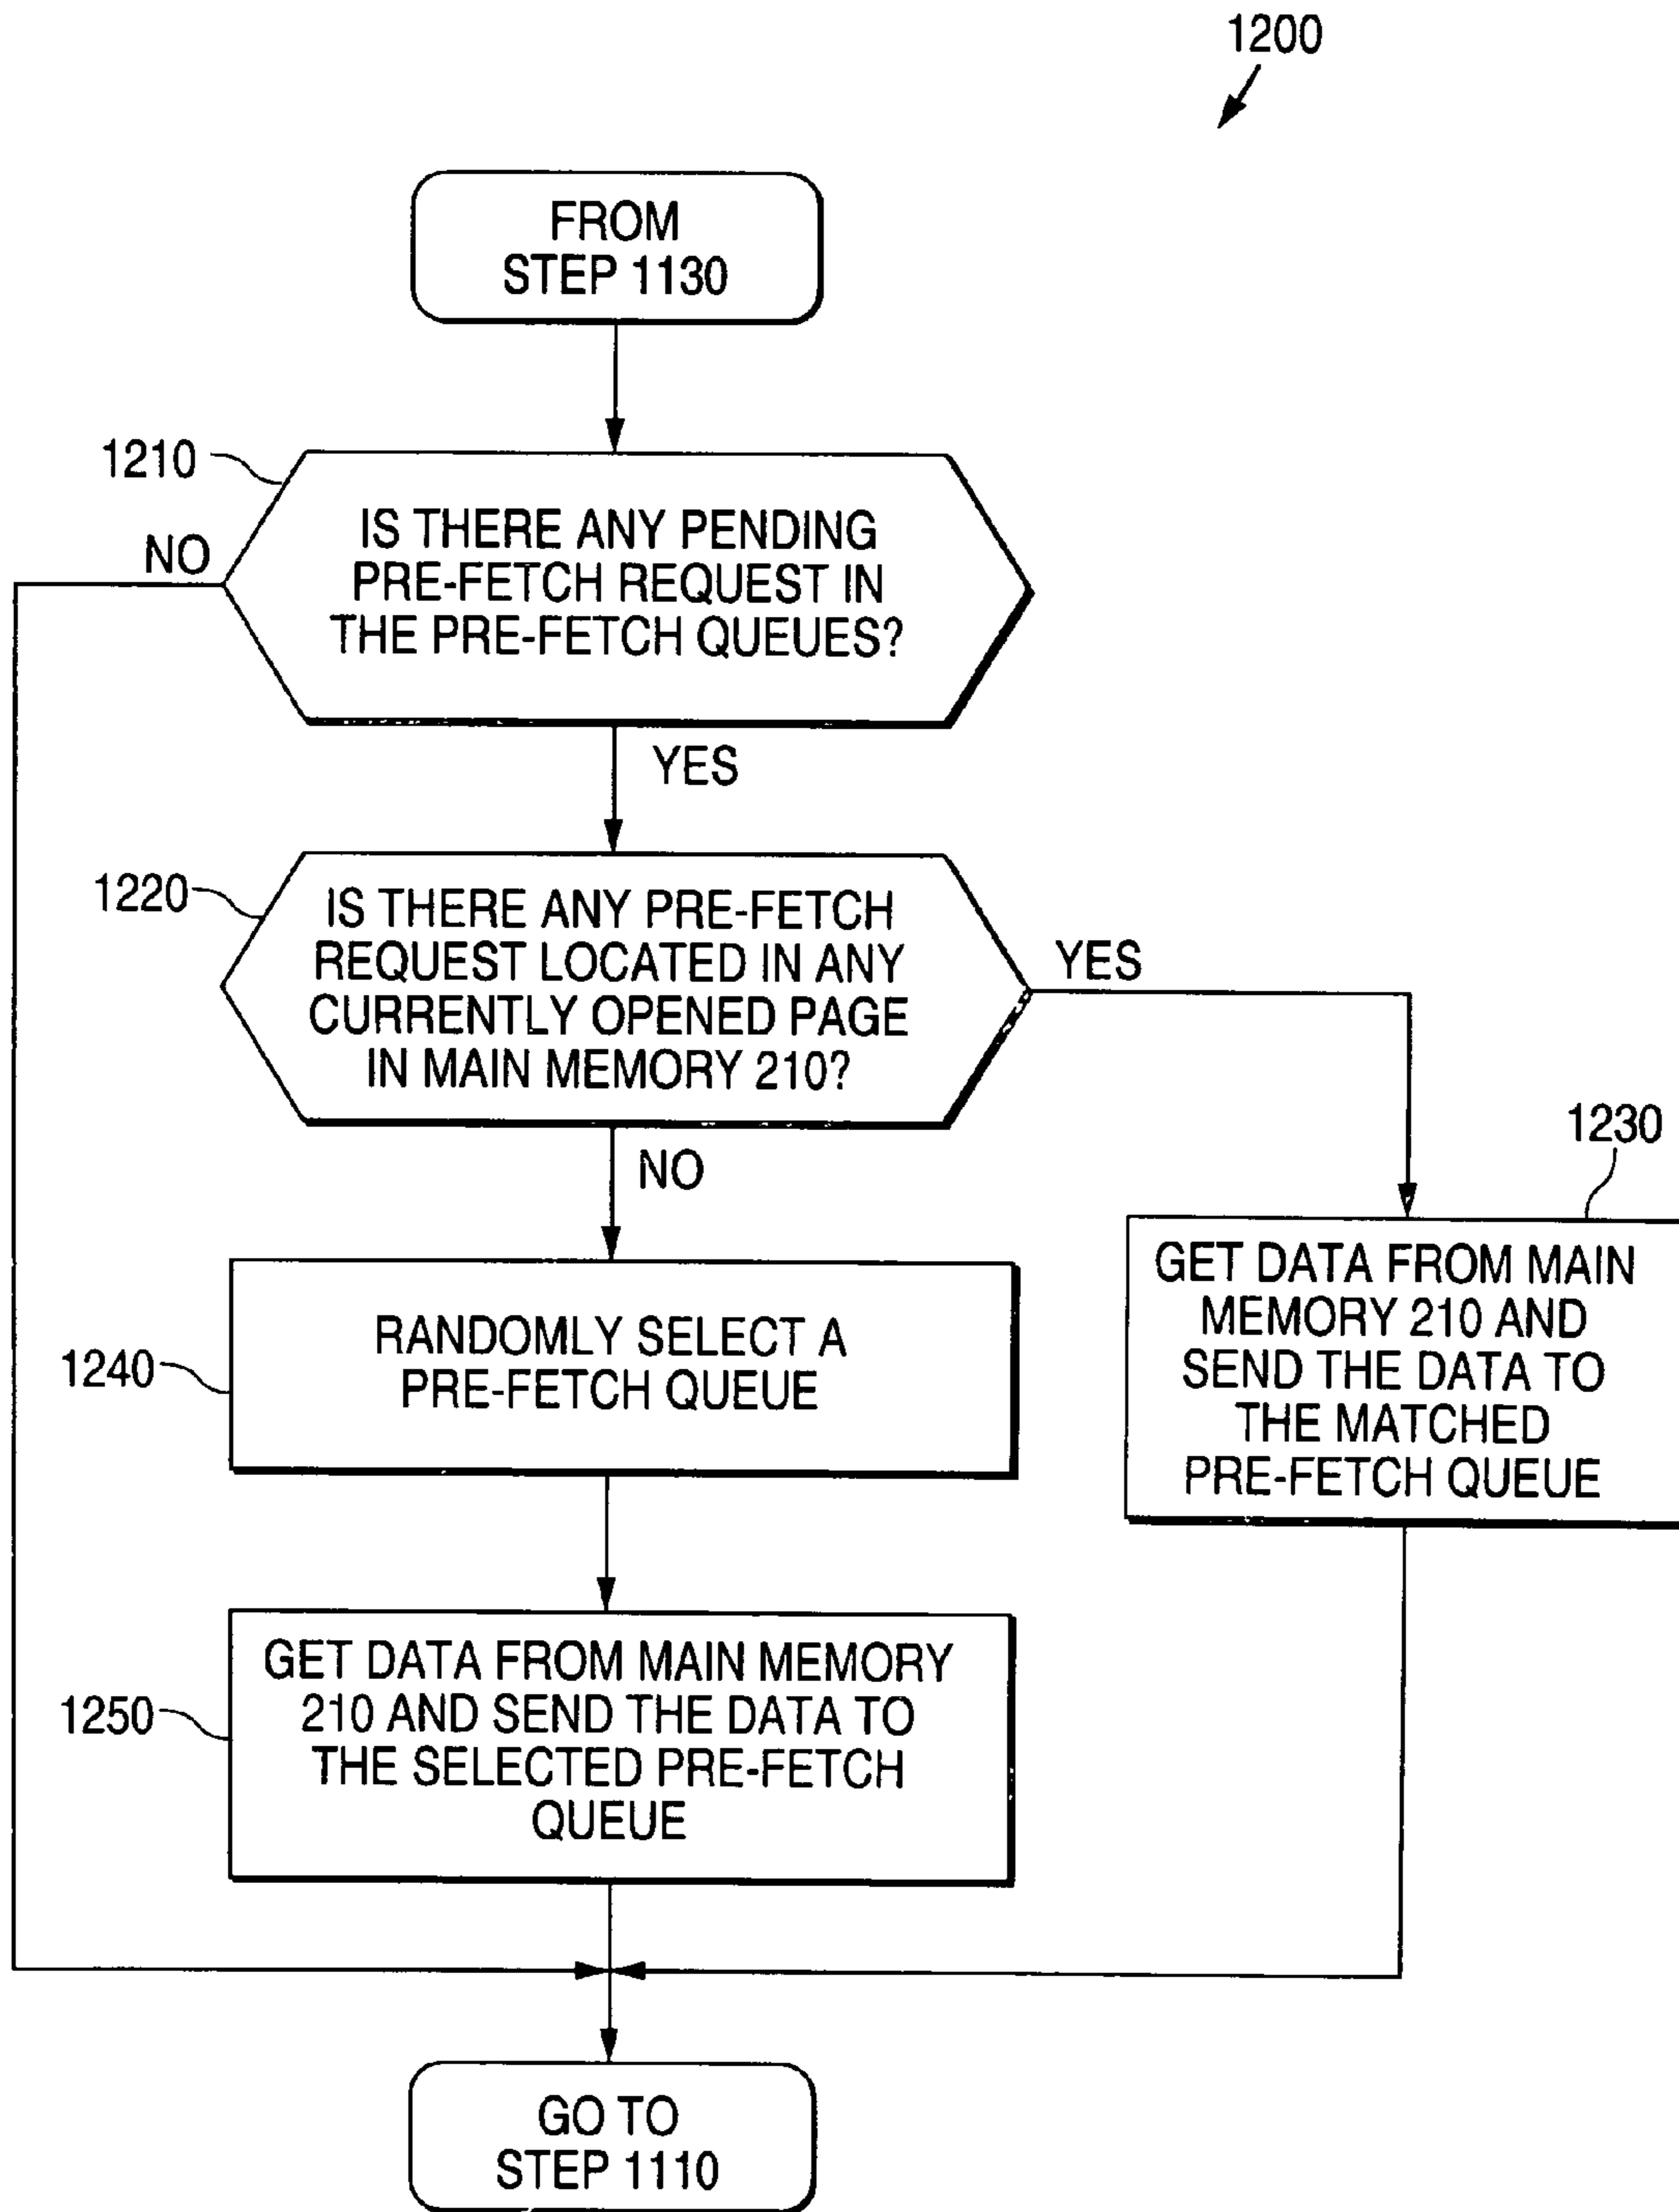 1200
FROM
STEP 1130
1210
NO
IS THERE ANY PENDING
PRE-FETCH REQUEST IN
THE PRE-FETCH QUEUES?
YES
1220
IS THERE ANY PRE-FETCH
REQUEST LOCATED IN ANY
CURRENTLY OPENED PAGE
IN MAIN MEMORY 210?
YES
NO
1230
GET DATA FROM MAIN
MEMORY 210 AND
SEND THE DATA TO
THE MATCHED
PRE-FETCH QUEUE
1240
RANDOMLY SELECT A
PRE-FETCH QUEUE
1250
GET DATA FROM MAIN MEMORY
210 AND SEND THE DATA TO
THE SELECTED PRE-FETCH
QUEUE
GO TO
STEP 1110